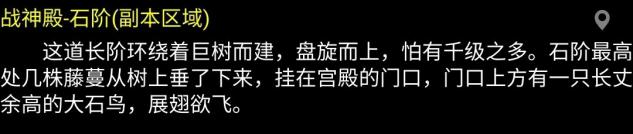 战神殿-石阶(副本区域)
这道长阶环绕着巨树而建，盘旋而上，怕有千级之多。石阶最高
处几株藤蔓从树上垂了下来，挂在宫殿的门口，门口上方有一只长丈
余高的大石鸟，展翅欲飞。